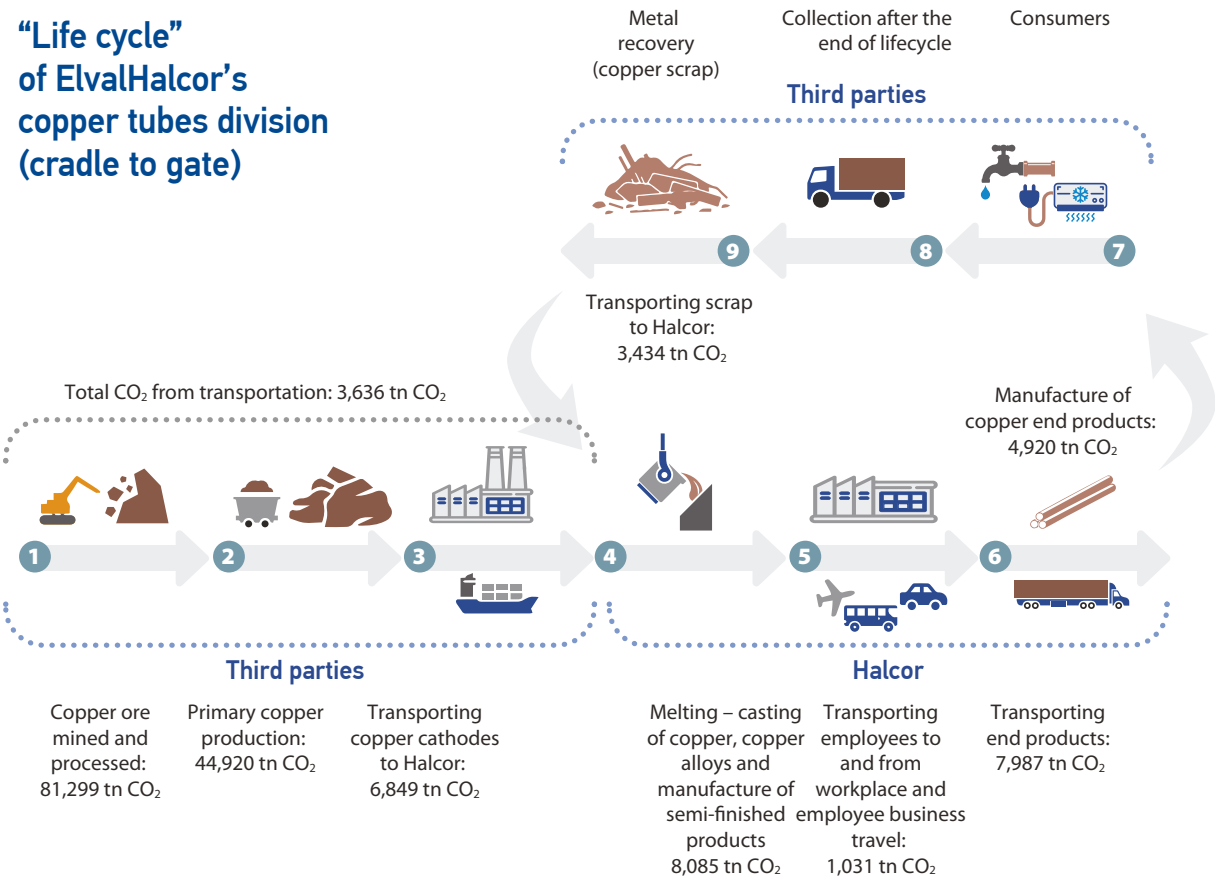 “Life cycle”
of ElvalHalcor’s
copper tubes division
(cradle to gate)
Metal
recovery
(copper scrap)
Collection after the
end of lifecycle
Consumers
Third parties
9
8
7
Transporting scrap
to Halcor:
3,434 tn CO₂
Total CO₂ from transportation: 3,636 tn CO₂
Manufacture of
copper end products:
4,920 tn CO₂
1
2
3
4
5
6
Third parties
Halcor
Copper ore
mined and
processed:
81,299 tn CO₂
Primary copper
production:
44,920 tn CO₂
Transporting
copper cathodes
to Halcor:
6,849 tn CO₂
Melting – casting
of copper, copper
alloys and
manufacture of
semi-finished
products
8,085 tn CO₂
Transporting
employees to
and from
workplace and
employee business
travel:
1,031 tn CO₂
Transporting
end products:
7,987 tn CO₂